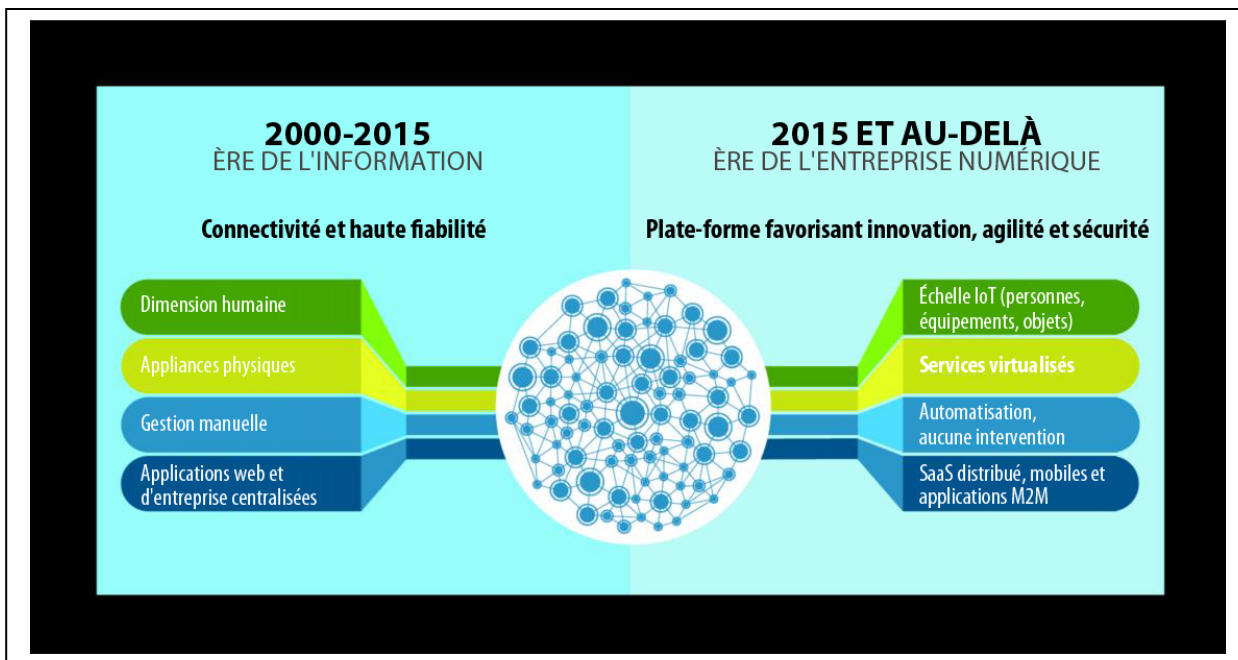 2000-2015
ÈRE DE L'INFORMATION
Connectivité et haute fiabilité
Dimension humaine
Appliances physiques
Gestion manuelle
Applications web et
d'entreprise centralisées
2015 ET AU-DELÀ
ÈRE DE L'ENTREPRISE NUMÉRIQUE
Plate-forme favorisant innovation, agilité et sécurité
Échelle IoT (personnes,
équipements, objets)
Services virtualisés
Automatisation,
aucune intervention
SaaS distribué, mobiles et
applications M2M